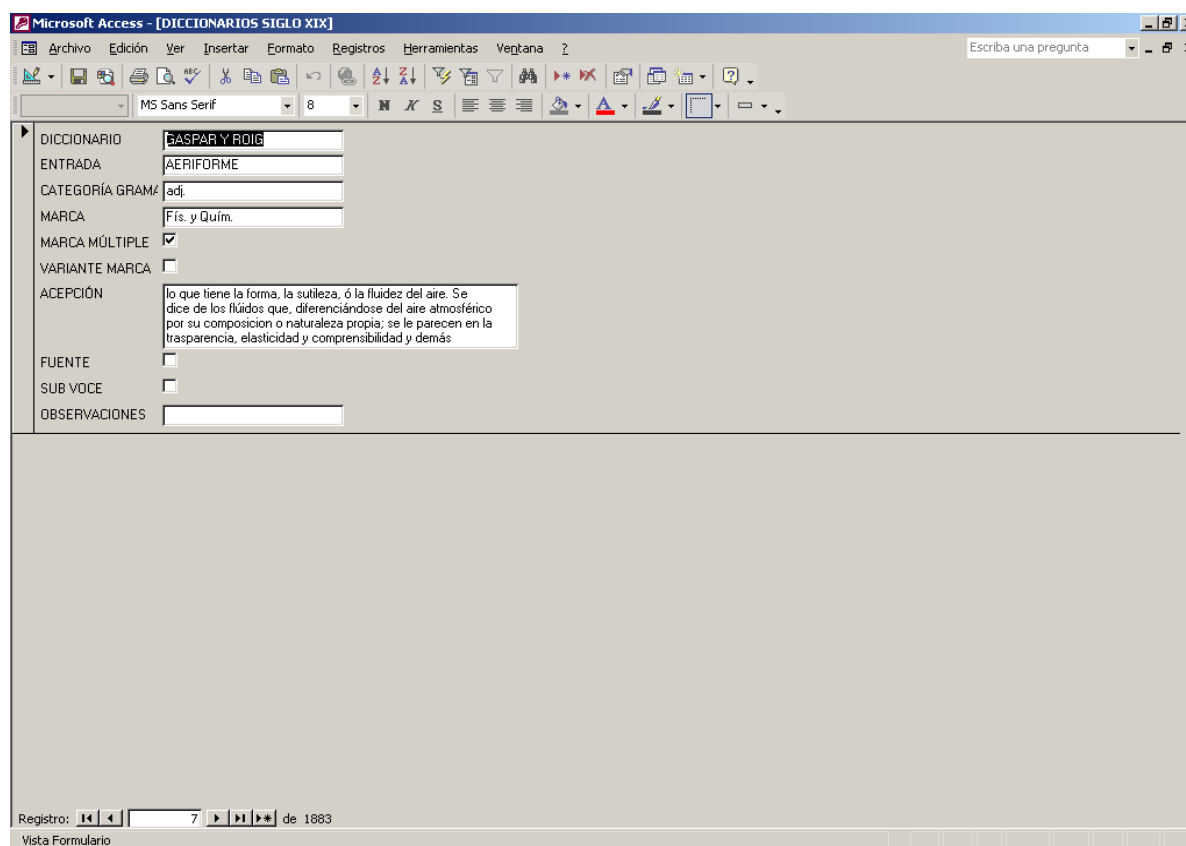 Microsoft Access - [DICCIONARIOS SIGLO XIX]
Archivo Edición Ver Insertar Formato Registros Herramientas Ventana ? Escriba una pregunta
MS Sans Serif 8 N K S A
DICCIONARIO GASPAR Y ROIG
ENTRADA AERIFORME
CATEGORÍA GRAMA adj.
MARCA Fís. y Quím.
MARCA MÚLTIPLE
VARIANTE MARCA
ACEPCIÓN lo que tiene la forma, la sutileza, ó la fluidez del aire. Se
dice de los flúidos que, diferenciándose del aire atmosférico
por su composicion o naturaleza propia; se le parecen en la
trasparencia, elasticidad y comprensibilidad y demás
FUENTE
SUB VOCE
OBSERVACIONES
Registro: 7 de 1883
Vista Formulario